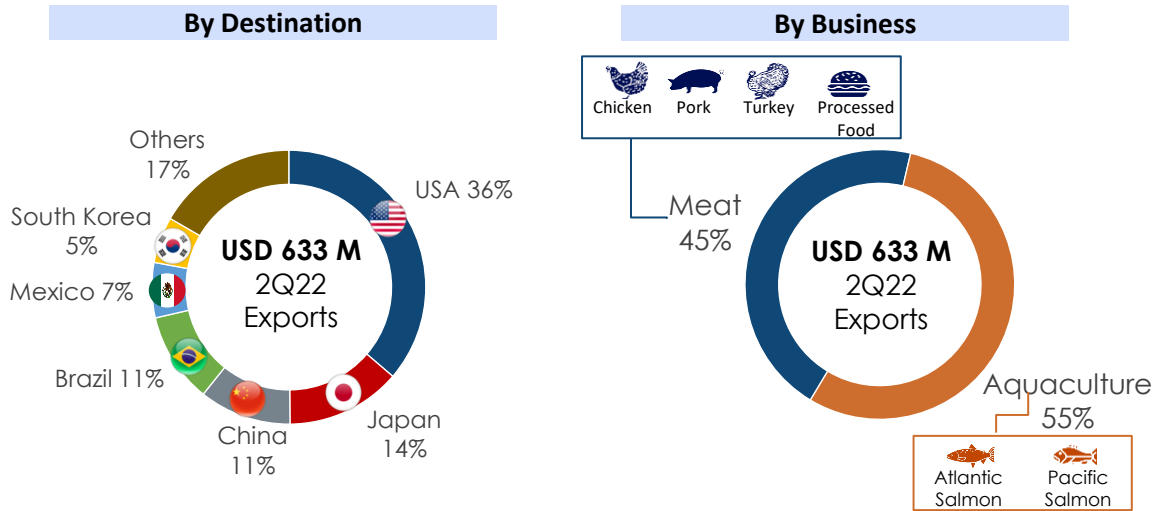 By Destination
Others
17%
USA 36%
South Korea
5%
Mexico 7%
Brazil 11%
China
11%
Japan
14%
USD 633 M
2Q22
Exports
By Business
Chicken
Pork
Turkey
Processed
Food
Meat
45%
USD 633 M
2Q22
Exports
Aquaculture
55%
Atlantic
Salmon
Pacific
Salmon